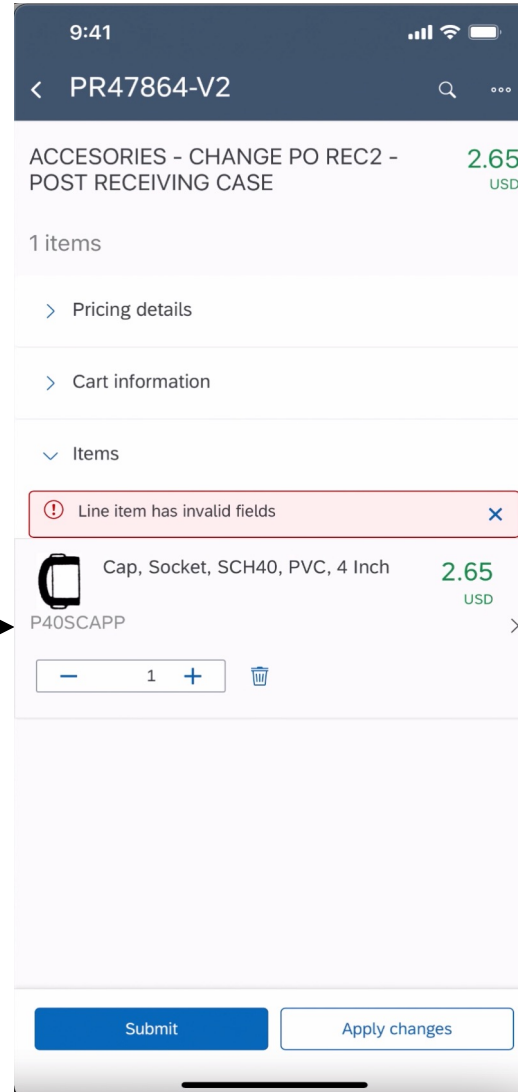 9:41
PR47864-V2
ACCESORIES - CHANGE PO REC2 -
POST RECEIVING CASE
2.65
USD
1 items
Pricing details
Cart information
Items
Line item has invalid fields
Cap, Socket, SCH40, PVC, 4 Inch
2.65
USD
P40SCAPP
1
Submit
Apply changes